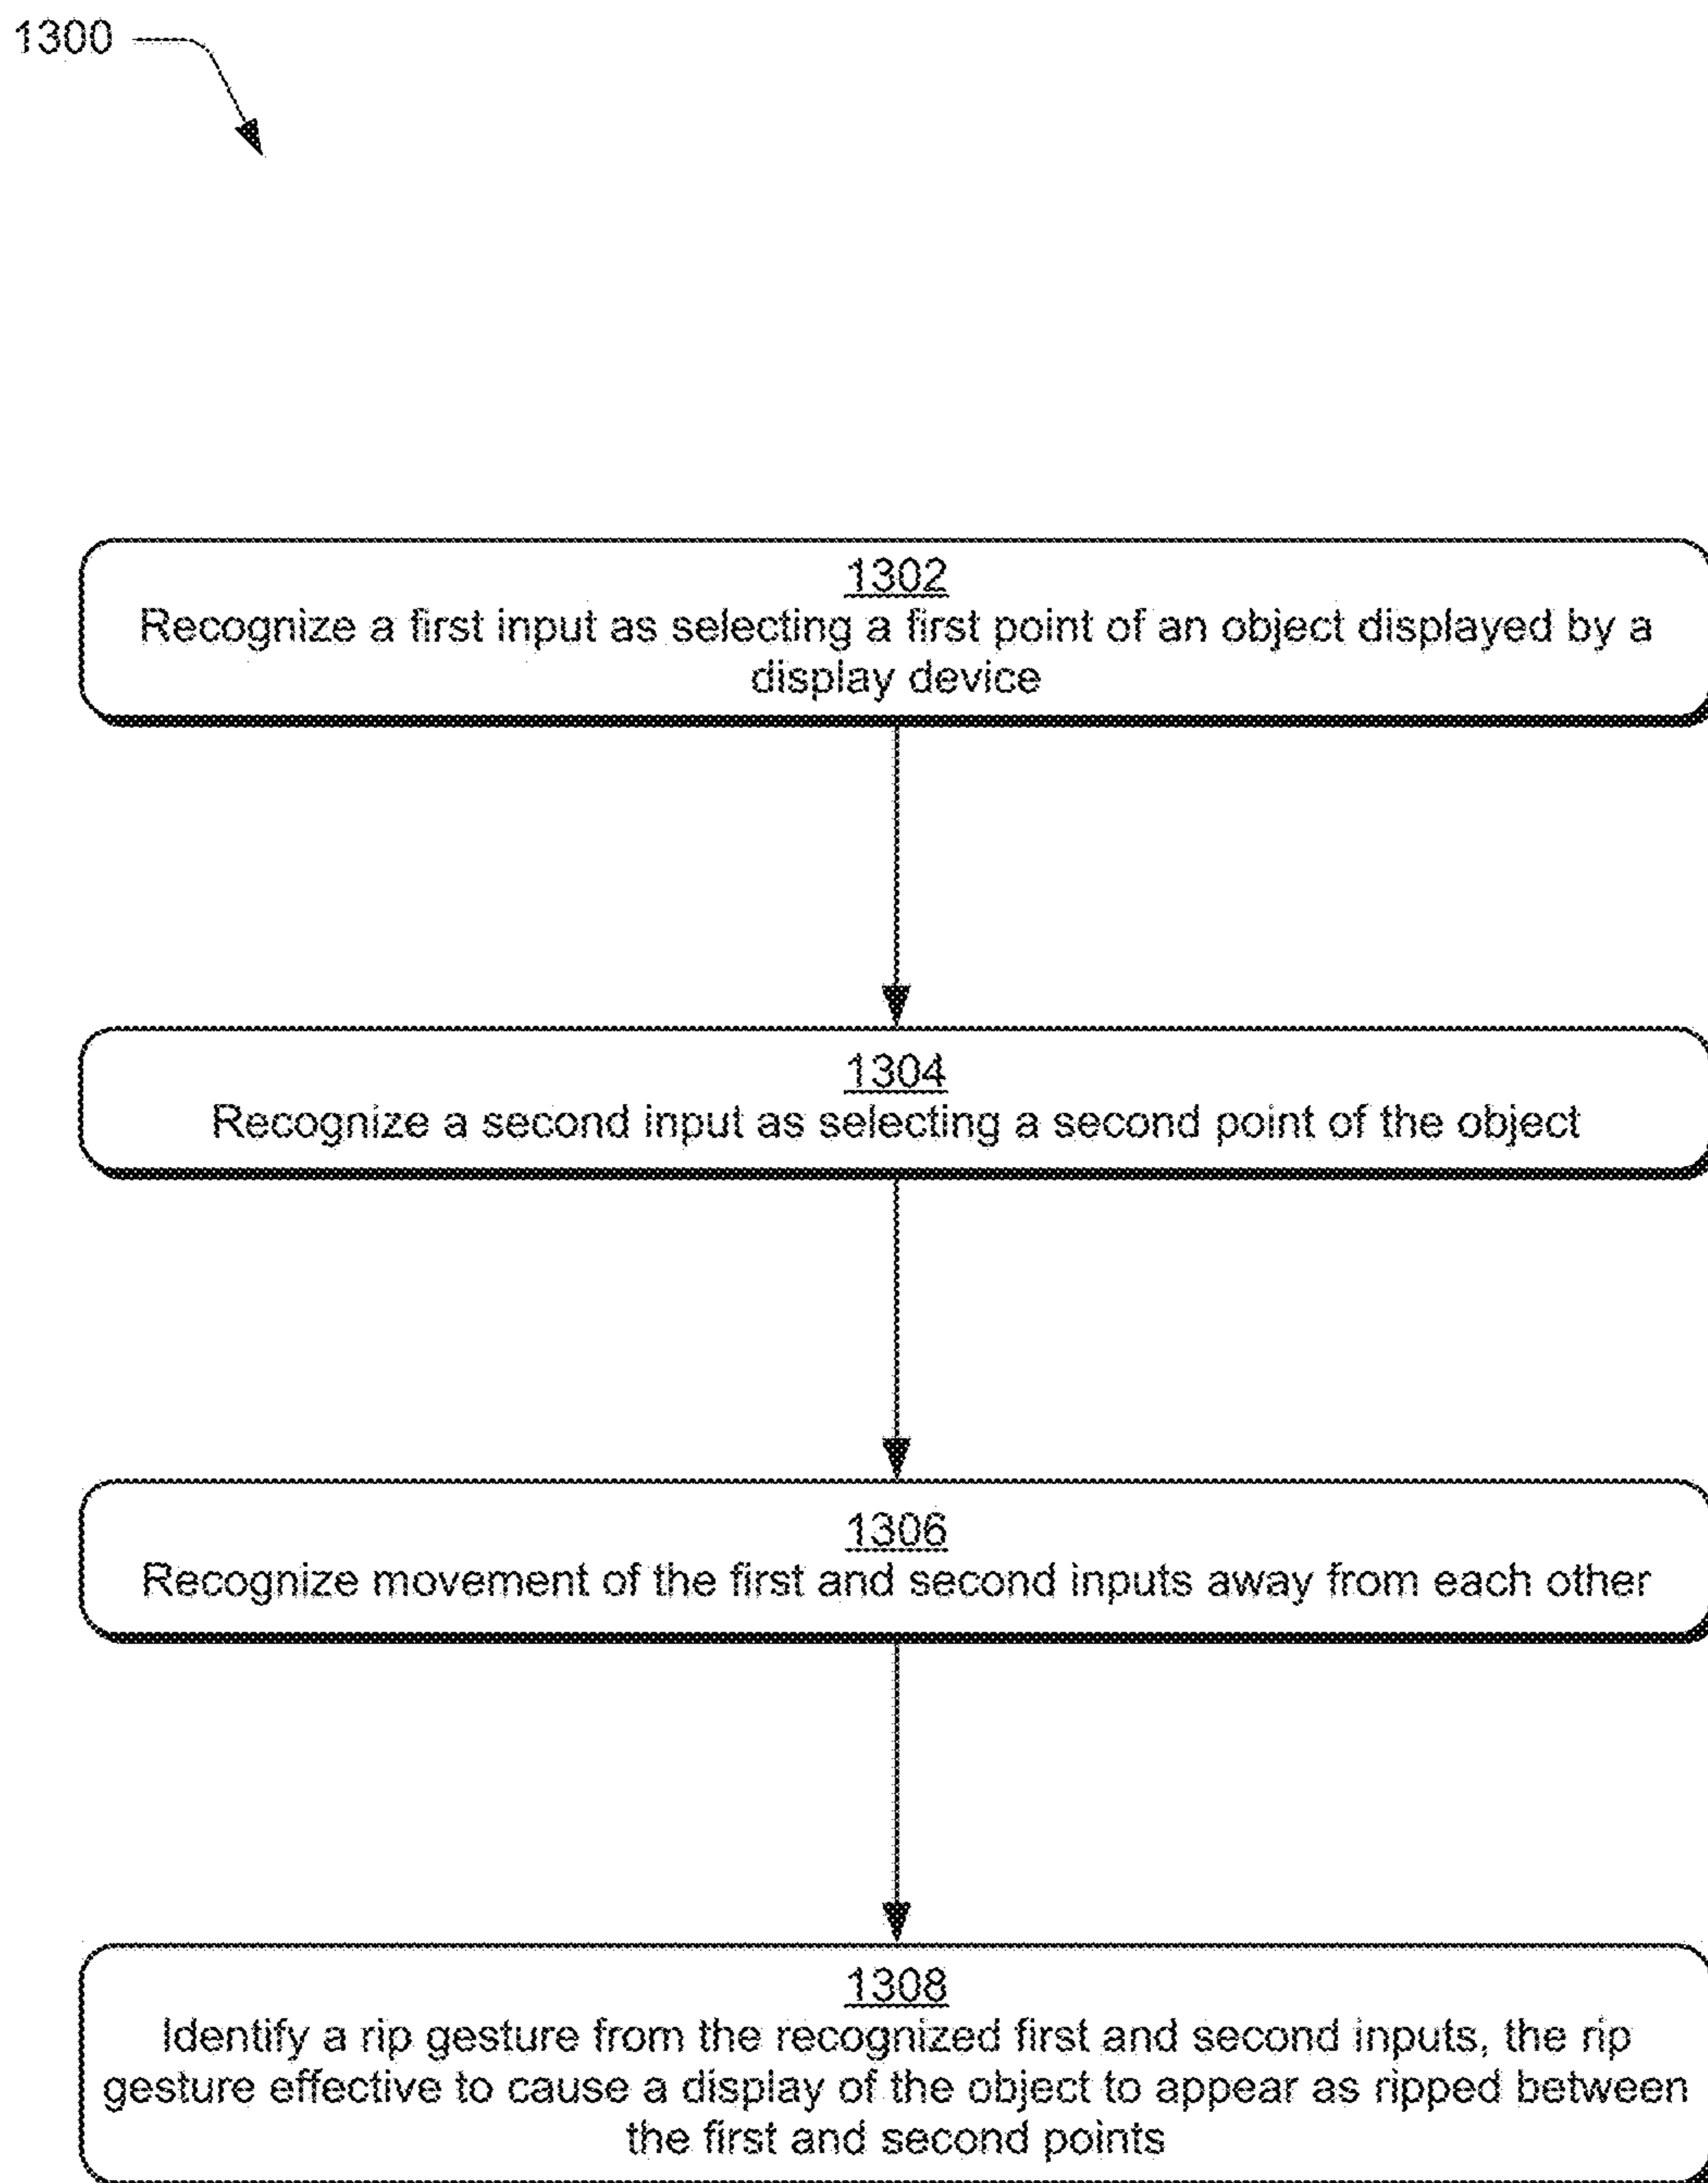 1300
1302
Recognize a first input as selecting a first point of an object displayed by a
display device
1304
Recognize a second input as selecting a second point of the object
1306
Recognize movement of the first and second inputs away from each other
1308
Identify a rip gesture from the recognized first and second inputs, the rip
gesture effective to cause a display of the object to appear as ripped between
the first and second points